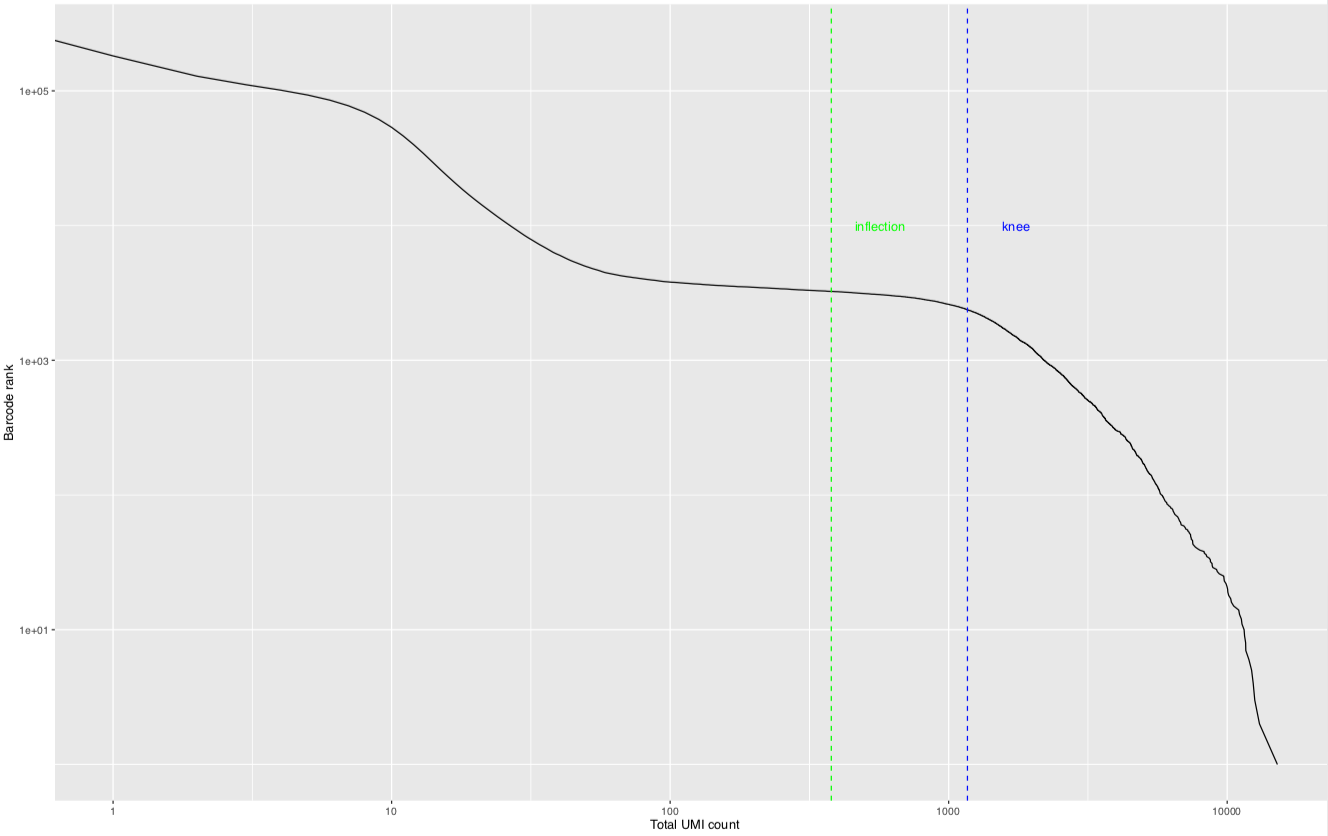 1e+05
1e+03
1e+01
Barcode rank
inflection
knee
1 10 100 1000 10000
Total UMI count